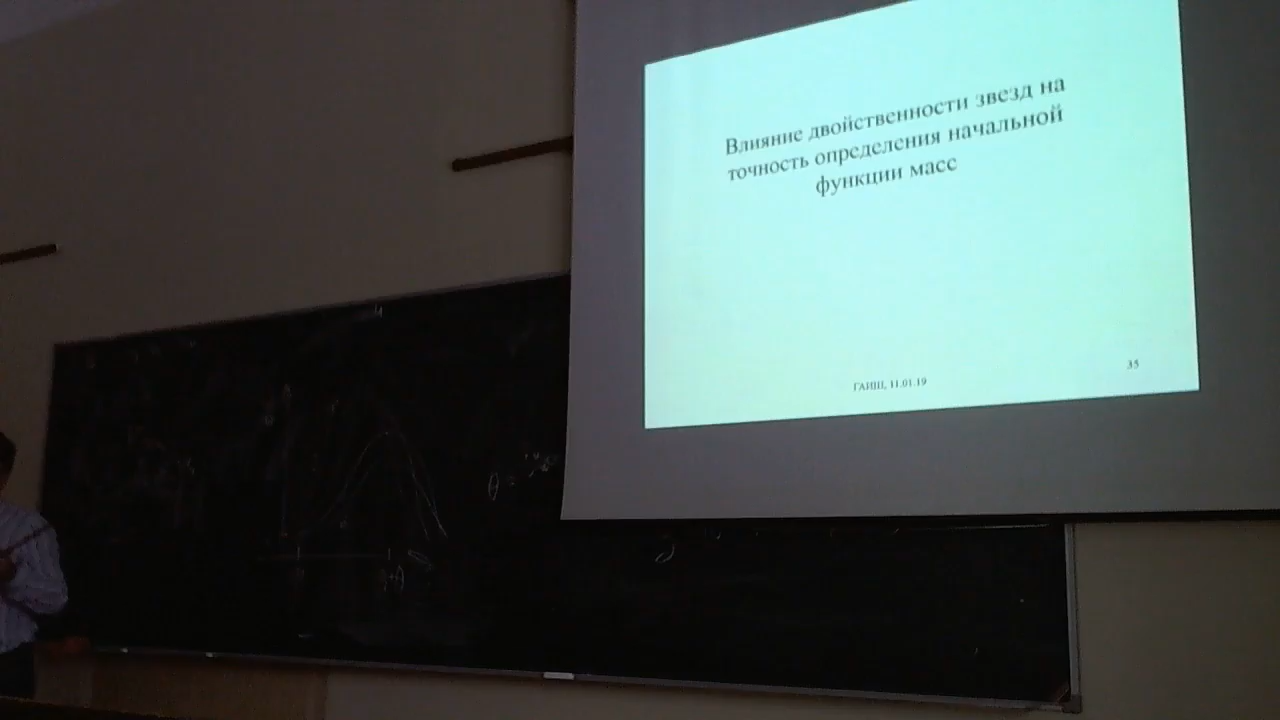 Влияние двойственности звезд на
точность определения начальной
функции масс
ГАИШ, 11.01.19
35